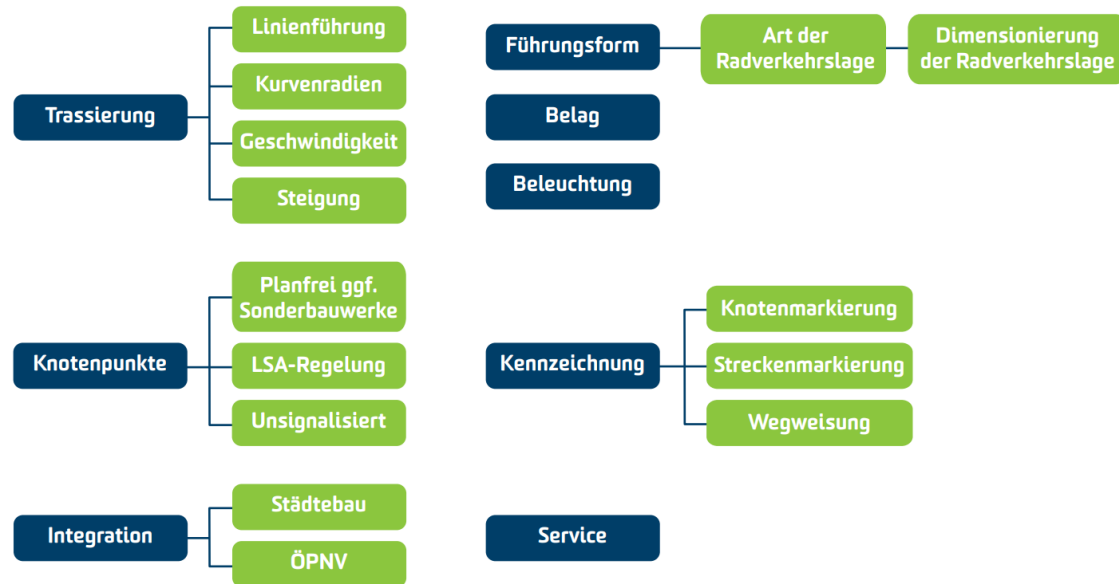 Trassierung
Linienführung
Kurvenradien
Geschwindigkeit
Steigung
Führungsform
Art der
Radverkehrslage
Dimensionierung
der Radverkehrslage
Belag
Beleuchtung
Knotenpunkte
Planfrei ggf.
Sonderbauwerke
LSA-Regelung
Unsignalisiert
Kennzeichnung
Knotenmarkierung
Streckenmarkierung
Wegweisung
Integration
Städtebau
ÖPNV
Service